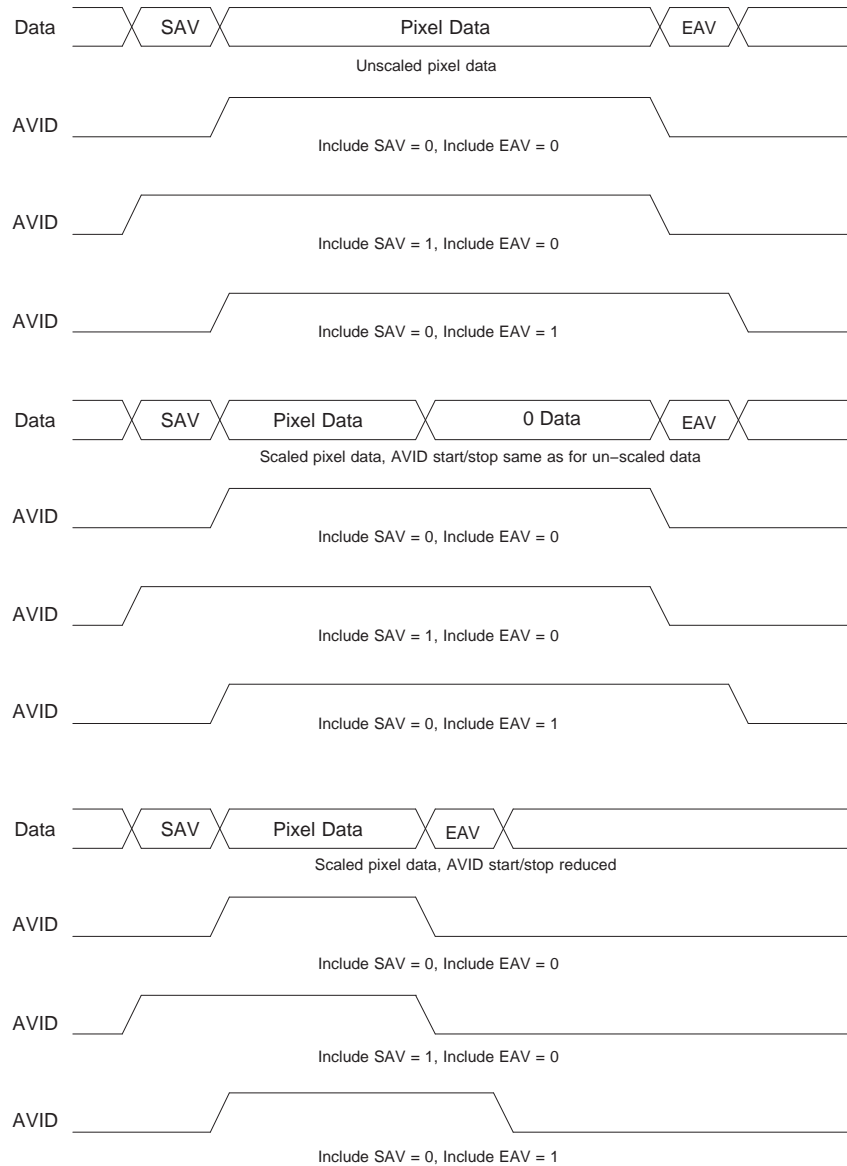 Data SAV Pixel Data EAV
Unscaled pixel data
AVID
Include SAV = 0, Include EAV = 0
AVID
Include SAV = 1, Include EAV = 0
AVID
Include SAV = 0, Include EAV = 1
Data SAV Pixel Data 0 Data EAV
Scaled pixel data, AVID start/stop same as for un−scaled data
AVID
Include SAV = 0, Include EAV = 0
AVID
Include SAV = 1, Include EAV = 0
AVID
Include SAV = 0, Include EAV = 1
Data SAV Pixel Data EAV
Scaled pixel data, AVID start/stop reduced
AVID
Include SAV = 0, Include EAV = 0
AVID
Include SAV = 1, Include EAV = 0
AVID
Include SAV = 0, Include EAV = 1